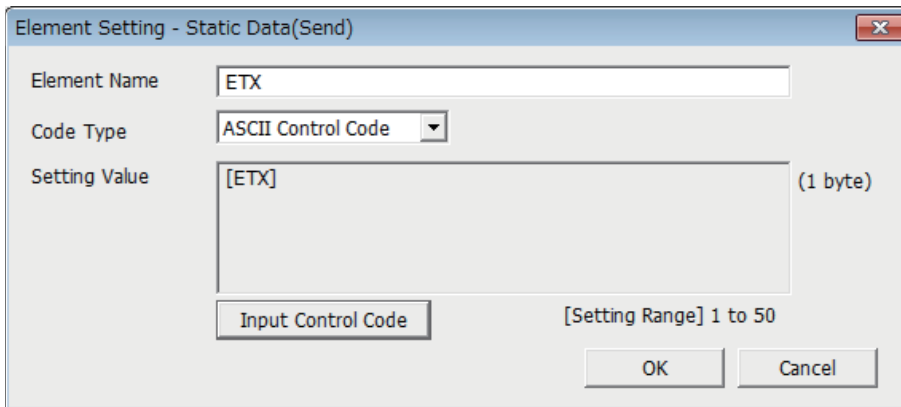 Element Setting - Static Data(Send)
Element Name ETX
Code Type ASCII Control Code
Setting Value [ETX] (1 byte)
Input Control Code [Setting Range] 1 to 50
OK Cancel